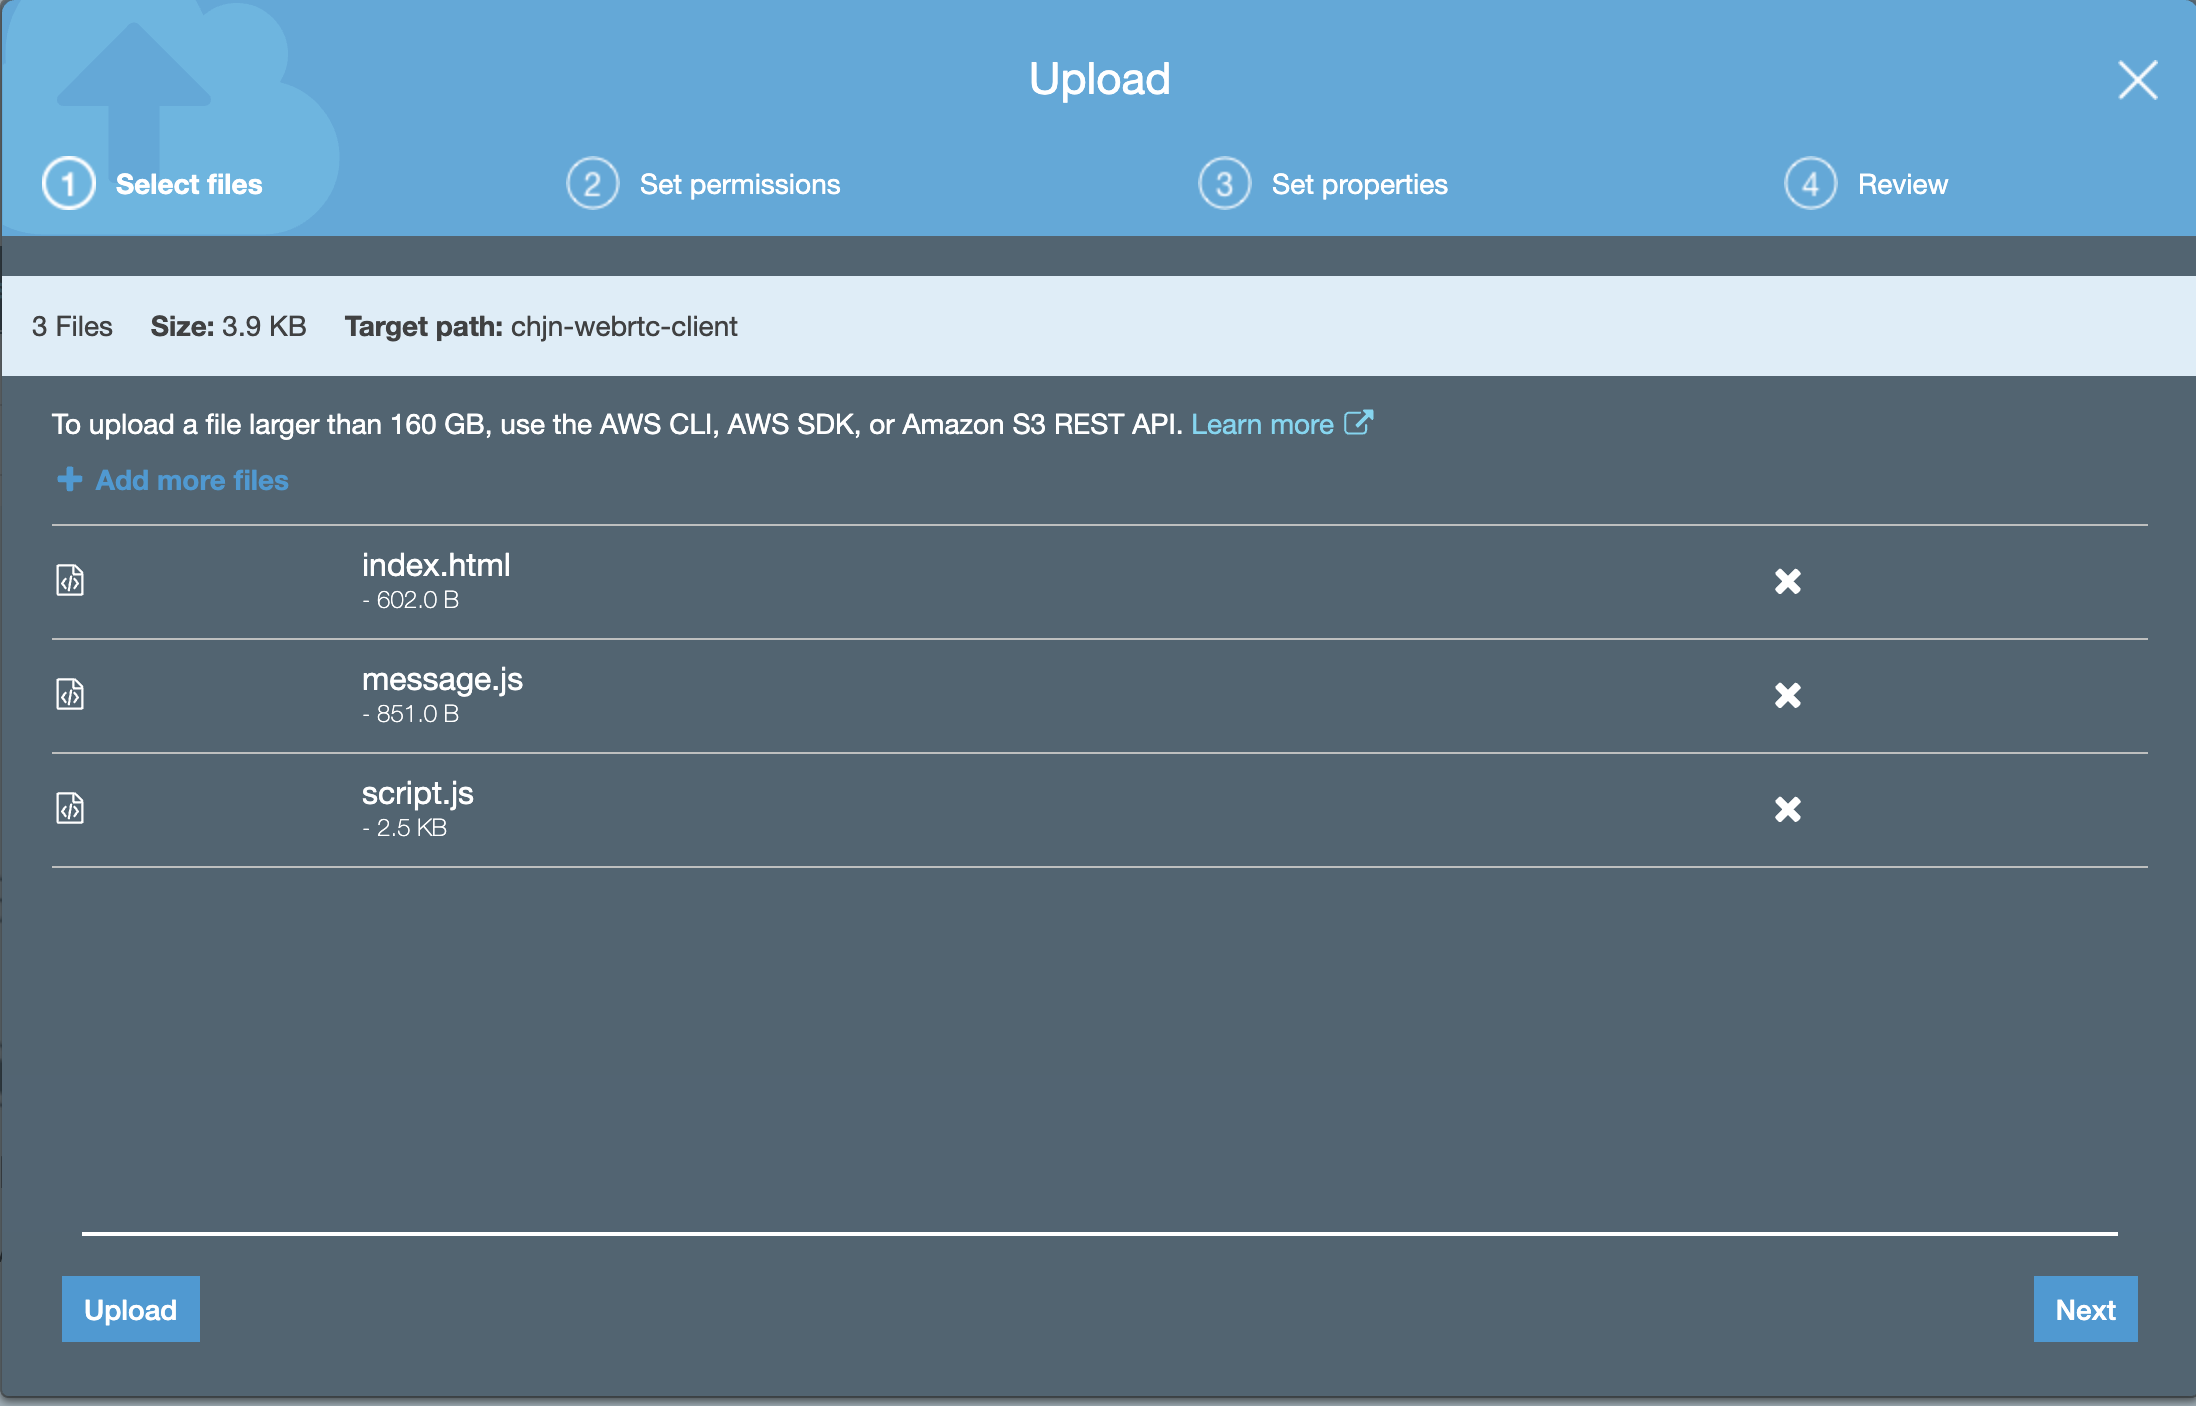 Upload
1 Select files
2 Set permissions
3 Set properties
4 Review
3 Files Size: 3.9 KB Target path: chjn-webrtc-client
To upload a file larger than 160 GB, use the AWS CLI, AWS SDK, or Amazon S3 REST API. Learn more
Add more files
index.html
- 602.0 B
message.js
- 851.0 B
script.js
- 2.5 KB
Upload
Next